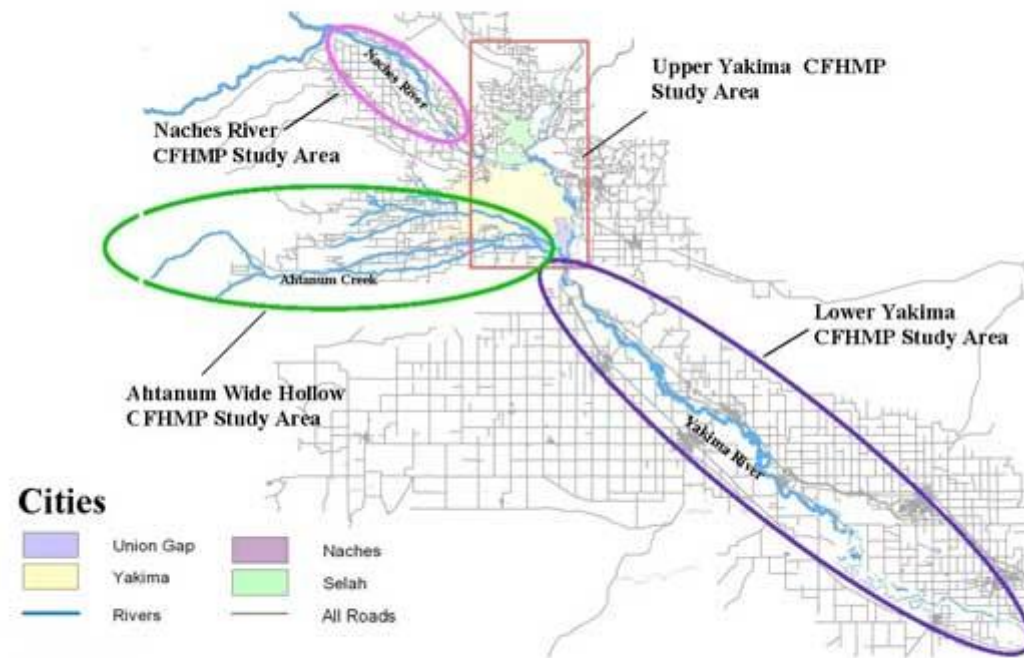 Naches River
Upper Yakima CFHMP
Study Area
Naches River
CFHMP Study Area
Ahtanum Creek
Lower Yakima
CFHMP Study Area
Ahtanum Wide Hollow
CFHMP Study Area
Yakima River
Cities
Union Gap
Naches
Yakima
Selah
Rivers
All Roads